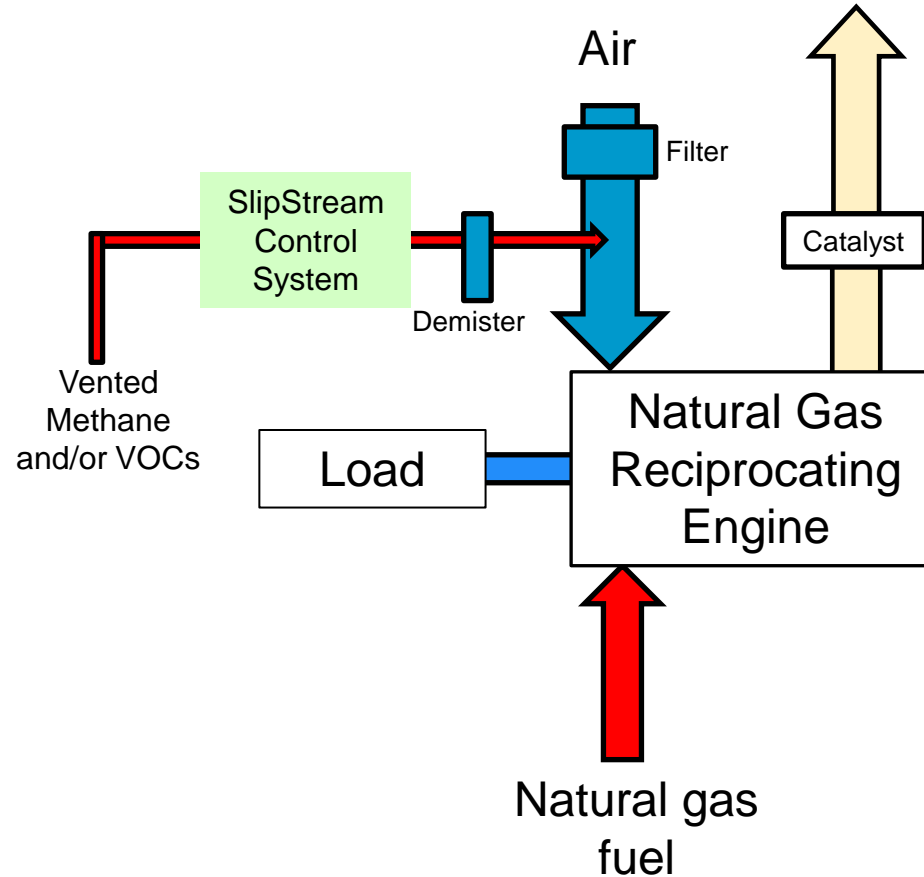 Air
Filter
SlipStream
Control
System
Catalyst
Demister
Vented
Methane
and/or VOCs
Load
Natural Gas
Reciprocating
Engine
Natural gas
fuel